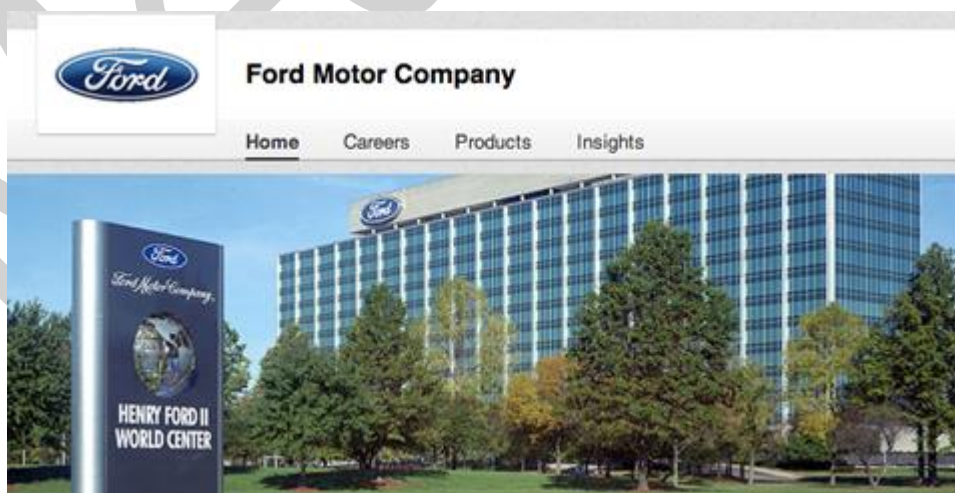 Ford
Ford Motor Company
Home Careers Products Insights
Ford
Ford
Ford Motor Company
HENRY FORD II
WORLD CENTER